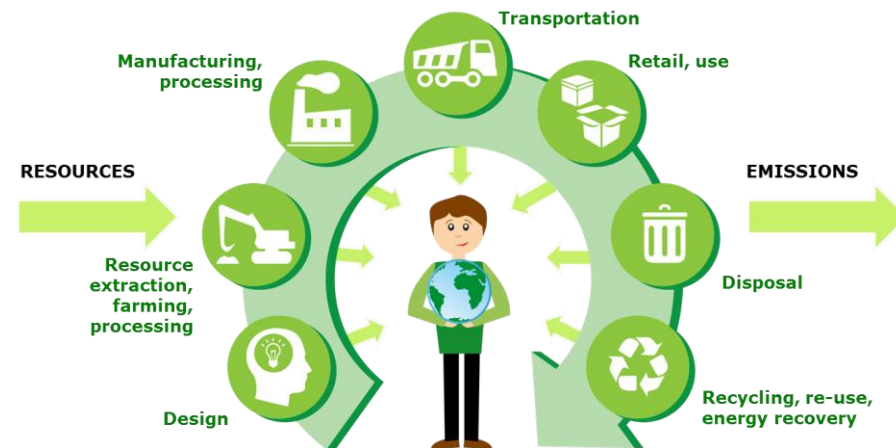 Transportation
Manufacturing,
processing
Retail, use
RESOURCES
EMISSIONS
Resource
extraction,
farming,
processing
Disposal
Design
Recycling, re-use,
energy recovery